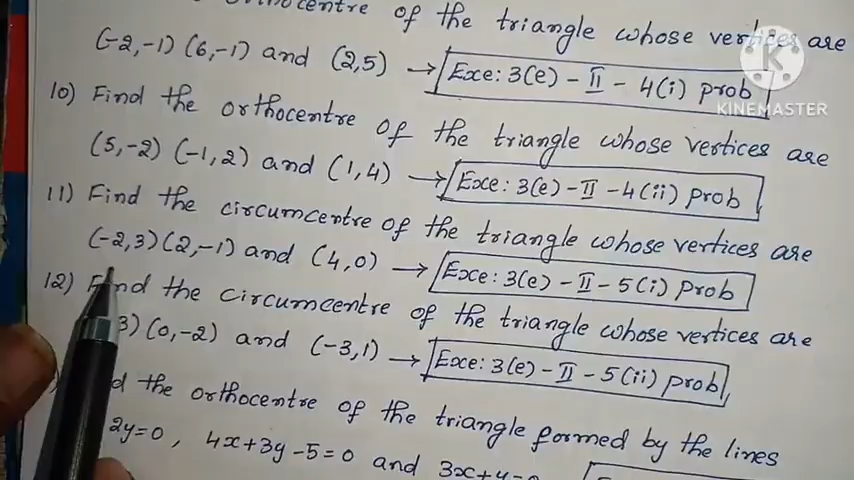 of the triangle whose vertices are
(-2,-1) (6,-1) and (2,5) → Exe: 3(e) - II - 4(i) prob
KINEMASTER
10) Find the orthocentre of the triangle whose vertices are
(5,-2) (-1,2) and (1,4) → Exe: 3(e) - II - 4(ii) prob
11) Find the circumcentre of the triangle whose vertices are
(-2,3) (2,-1) and (4,0) → Exe: 3(e) - II - 5(i) prob
12) Find the circumcentre of the triangle whose vertices are
3) (0,-2) and (-3,1) → Exe: 3(e) - II - 5(ii) prob
d the orthocentre of the triangle formed by the lines
2y=0, 4x+3y-5=0 and 3x+y=0